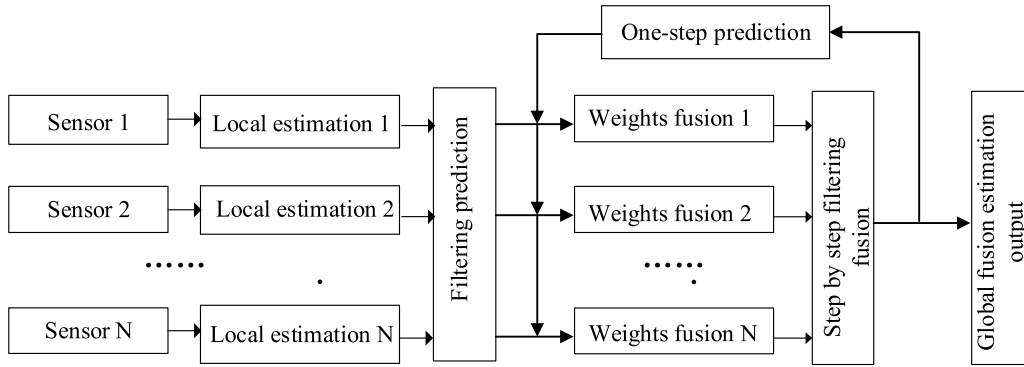 One-step prediction
Sensor 1
Local estimation 1
Weights fusion 1
Sensor 2
Local estimation 2
Weights fusion 2
Filtering prediction
Step by step filtering
fusion
Global fusion estimation
output
......
.
......
.
Sensor N
Local estimation N
Weights fusion N